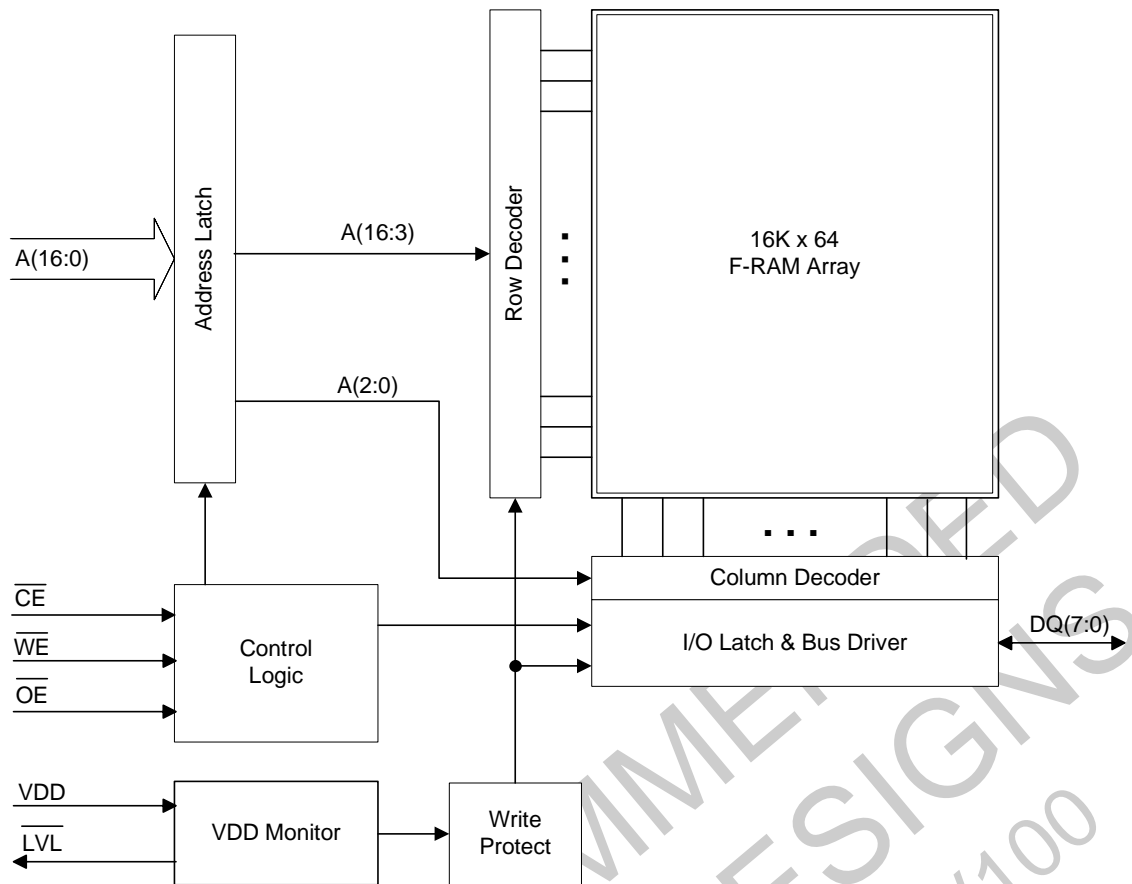 A(16:0)
Address Latch
A(16:3)
A(2:0)
Row Decoder
16K x 64
F-RAM Array
Column Decoder
I/O Latch & Bus Driver
DQ(7:0)
CE
WE
OE
Control
Logic
VDD
LVL
VDD Monitor
Write
Protect